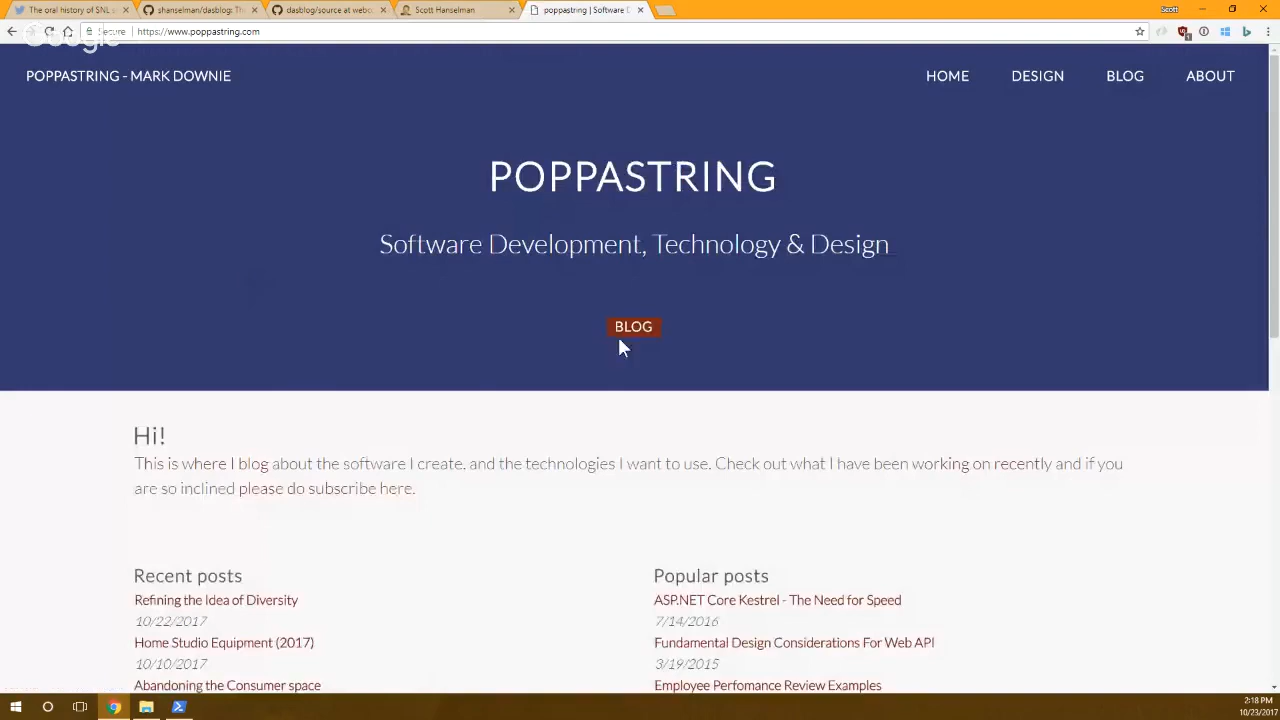 The oral history of SNL s
shanselman/dasblog: Th
dasblog/source at webc
Scott Hanselman
poppastring | Software D
Scott
Secure
https://www.poppastring.com
Google
POPPASTRING - MARK DOWNIE
HOME
DESIGN
BLOG
ABOUT
POPPASTRING
Software Development, Technology & Design
BLOG
Hi!
This is where I blog about the software I create, and the technologies I want to use. Check out what I have been working on recently and if you
are so inclined please do subscribe here.
Recent posts
Refining the Idea of Diversity
10/22/2017
Home Studio Equipment (2017)
10/10/2017
Abandoning the Consumer space
Popular posts
ASP.NET Core Kestrel - The Need for Speed
7/14/2016
Fundamental Design Considerations For Web API
3/19/2015
Employee Perfomance Review Examples
2:18 PM
10/23/2017